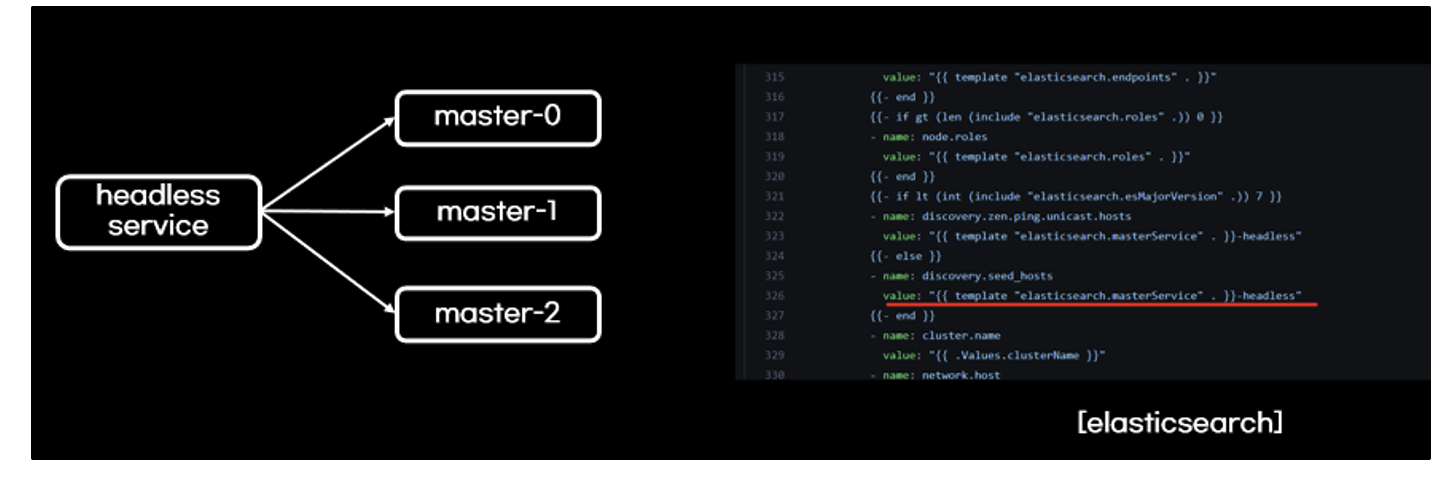 headless
service
master-0
master-1
master-2
315 value: "{{ template "elasticsearch.endpoints" . }}"
316 {{- end }}
317 {{- if gt (len (include "elasticsearch.roles" .)) 0 }}
318 - name: node.roles
319 value: "{{ template "elasticsearch.roles" . }}"
320 {{- end }}
321 {{- if lt (int (include "elasticsearch.esMajorVersion" .)) 7 }}
322 - name: discovery.zen.ping.unicast.hosts
323 value: "{{ template "elasticsearch.masterService" . }}-headless"
324 {{- else }}
325 - name: discovery.seed_hosts
326 value: "{{ template "elasticsearch.masterService" . }}-headless"
327 {{- end }}
328 - name: cluster.name
329 value: "{{ .Values.clusterName }}"
330 - name: network.host
[elasticsearch]